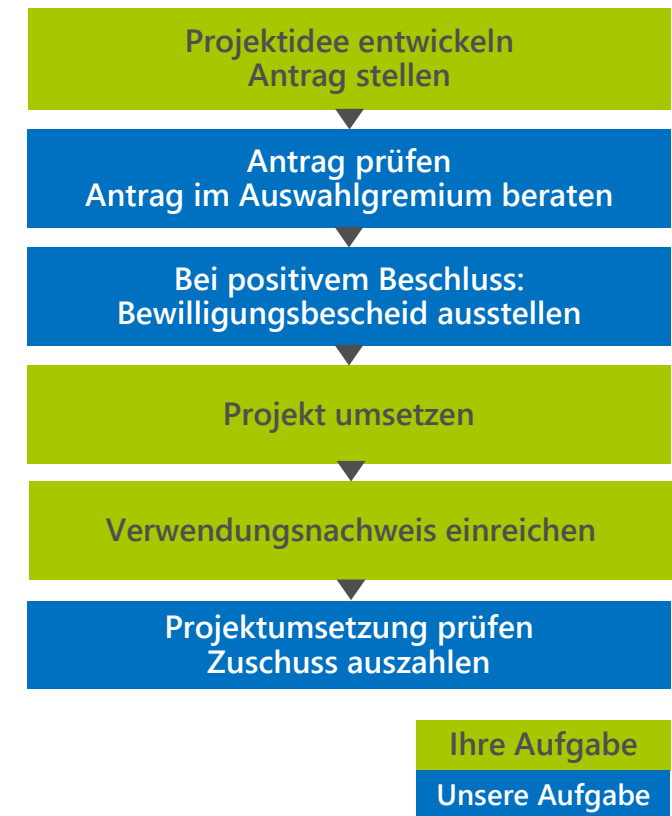 Projektidee entwickeln
Antrag stellen
Antrag prüfen
Antrag im Auswahlgremium beraten
Bei positivem Beschluss:
Bewilligungsbescheid ausstellen
Projekt umsetzen
Verwendungsnachweis einreichen
Projektumsetzung prüfen
Zuschuss auszahlen
Ihre Aufgabe
Unsere Aufgabe